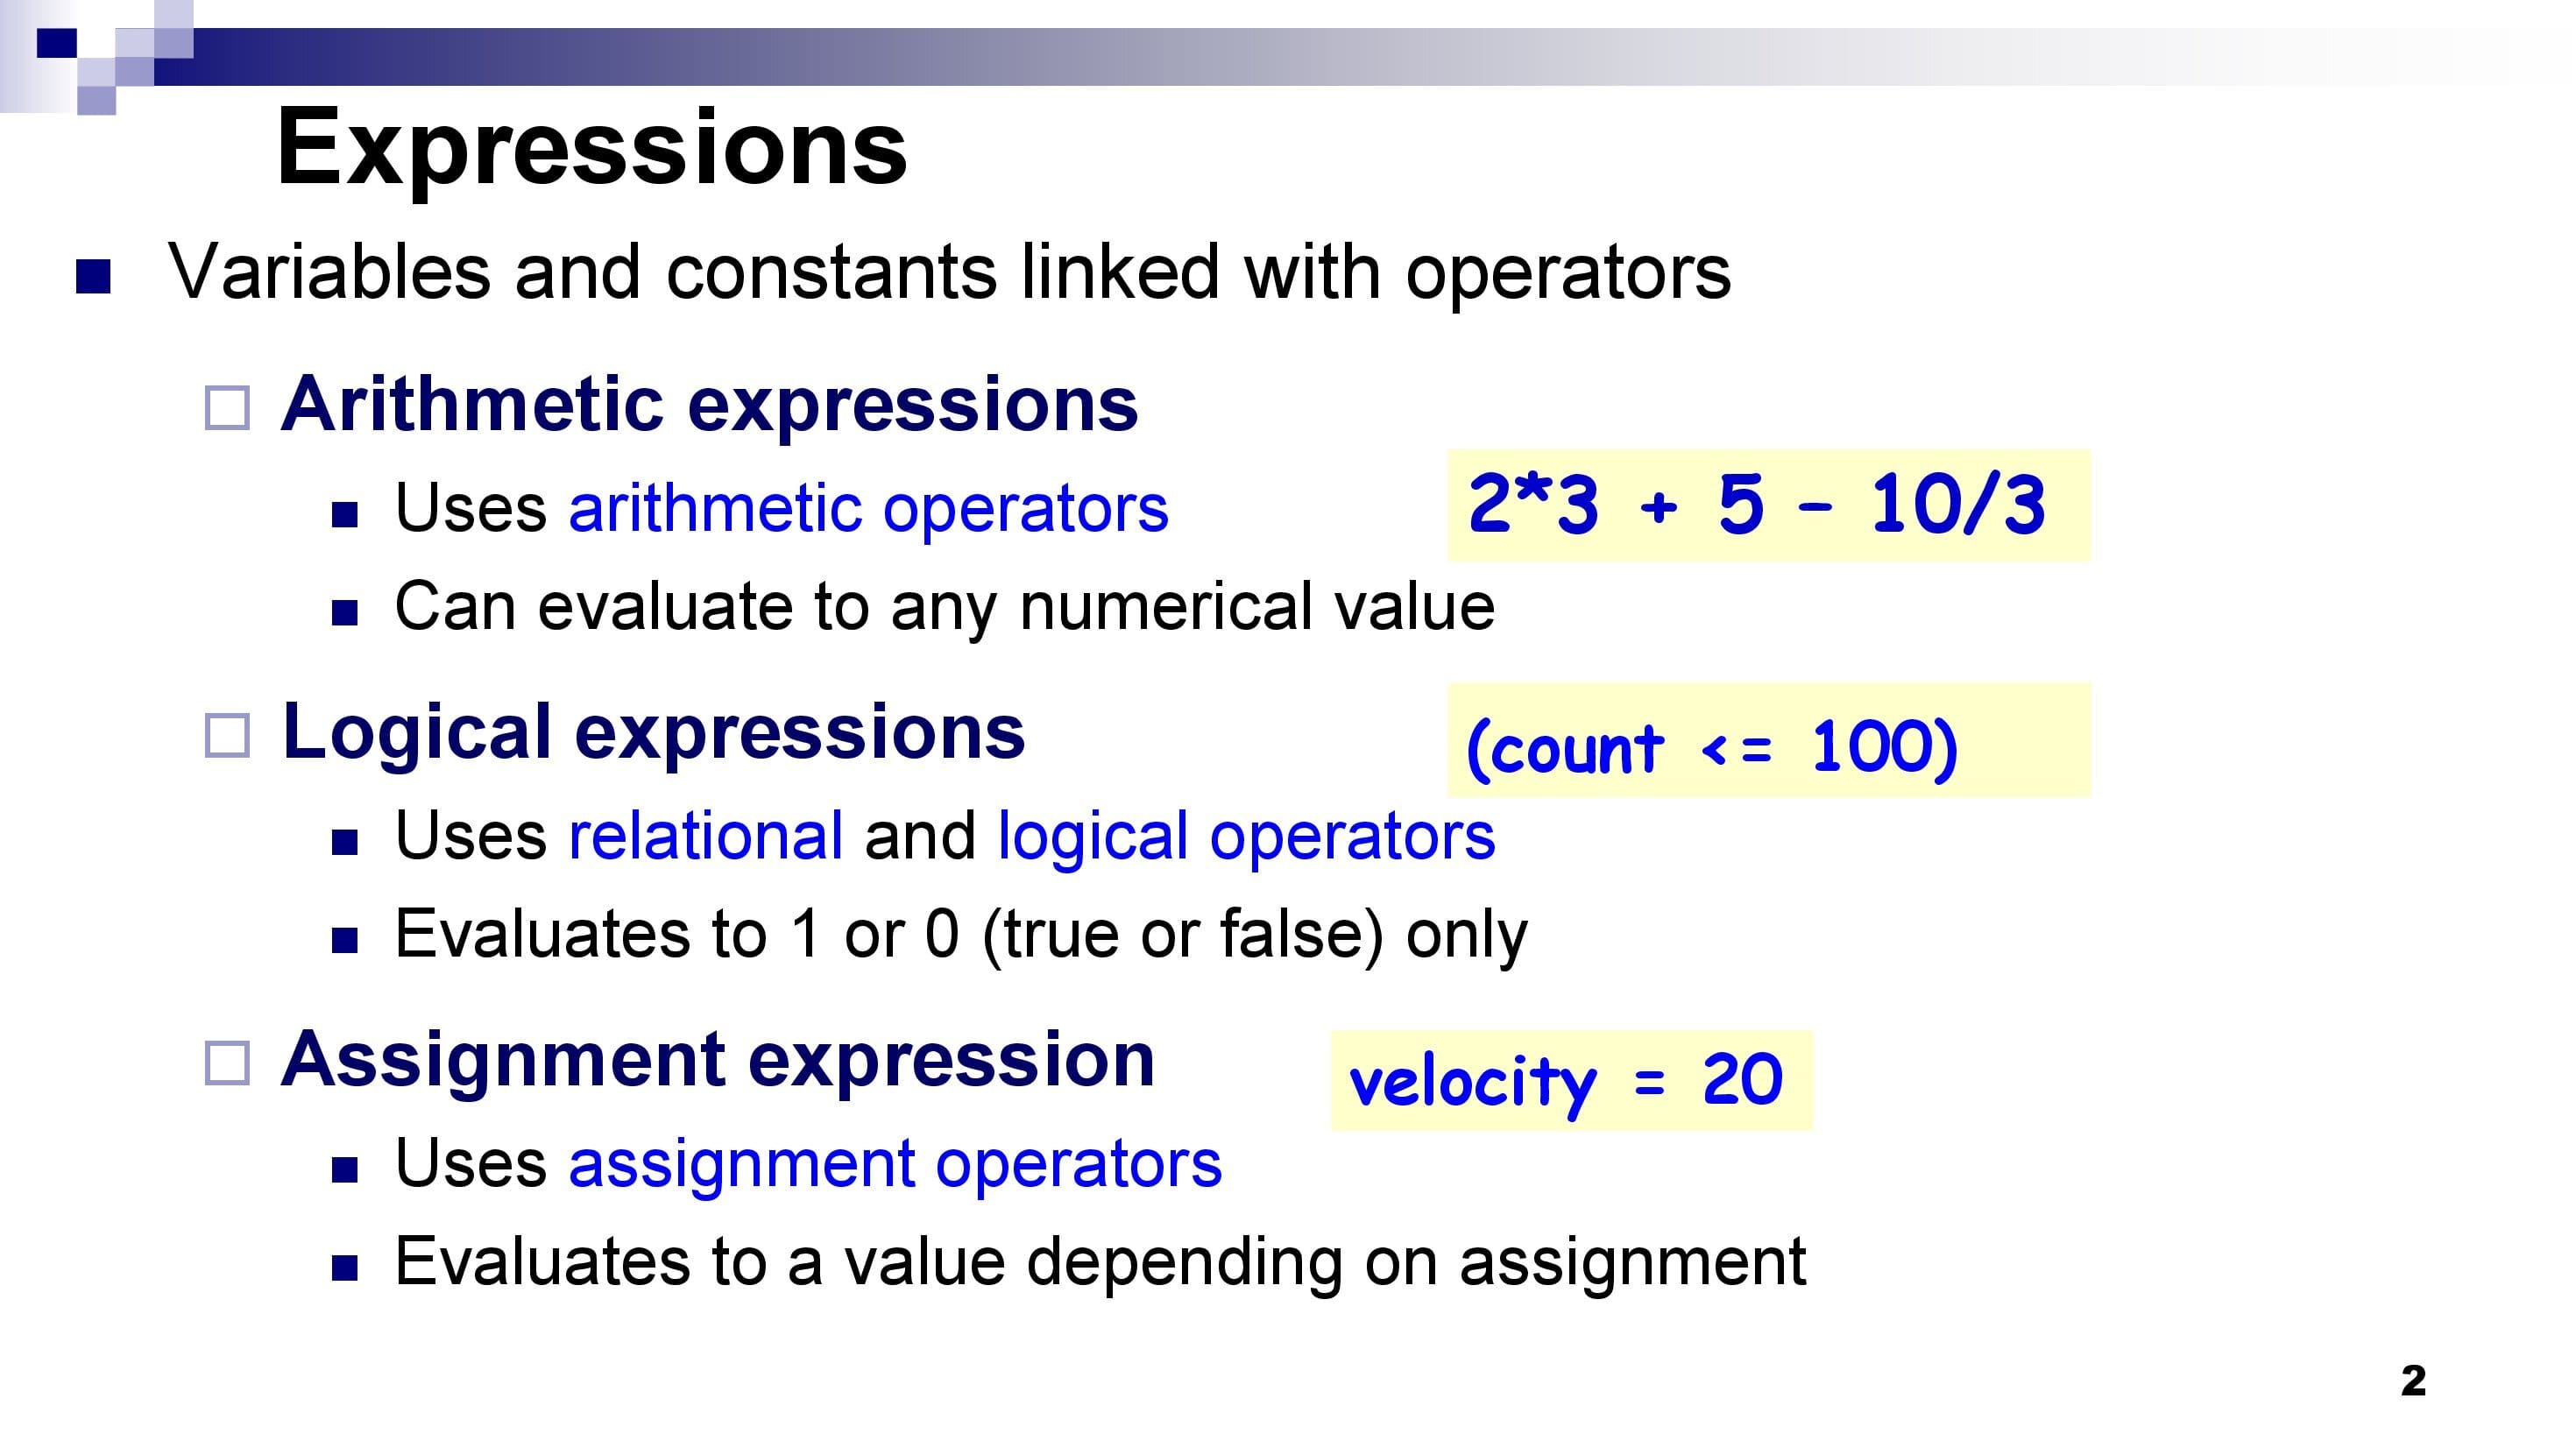 Expressions
Variables and constants linked with operators
Arithmetic expressions
Uses arithmetic operators
2*3 + 5 – 10/3
Can evaluate to any numerical value
Logical expressions
(count <= 100)
Uses relational and logical operators
Evaluates to 1 or 0 (true or false) only
Assignment expression
velocity = 20
Uses assignment operators
Evaluates to a value depending on assignment
2